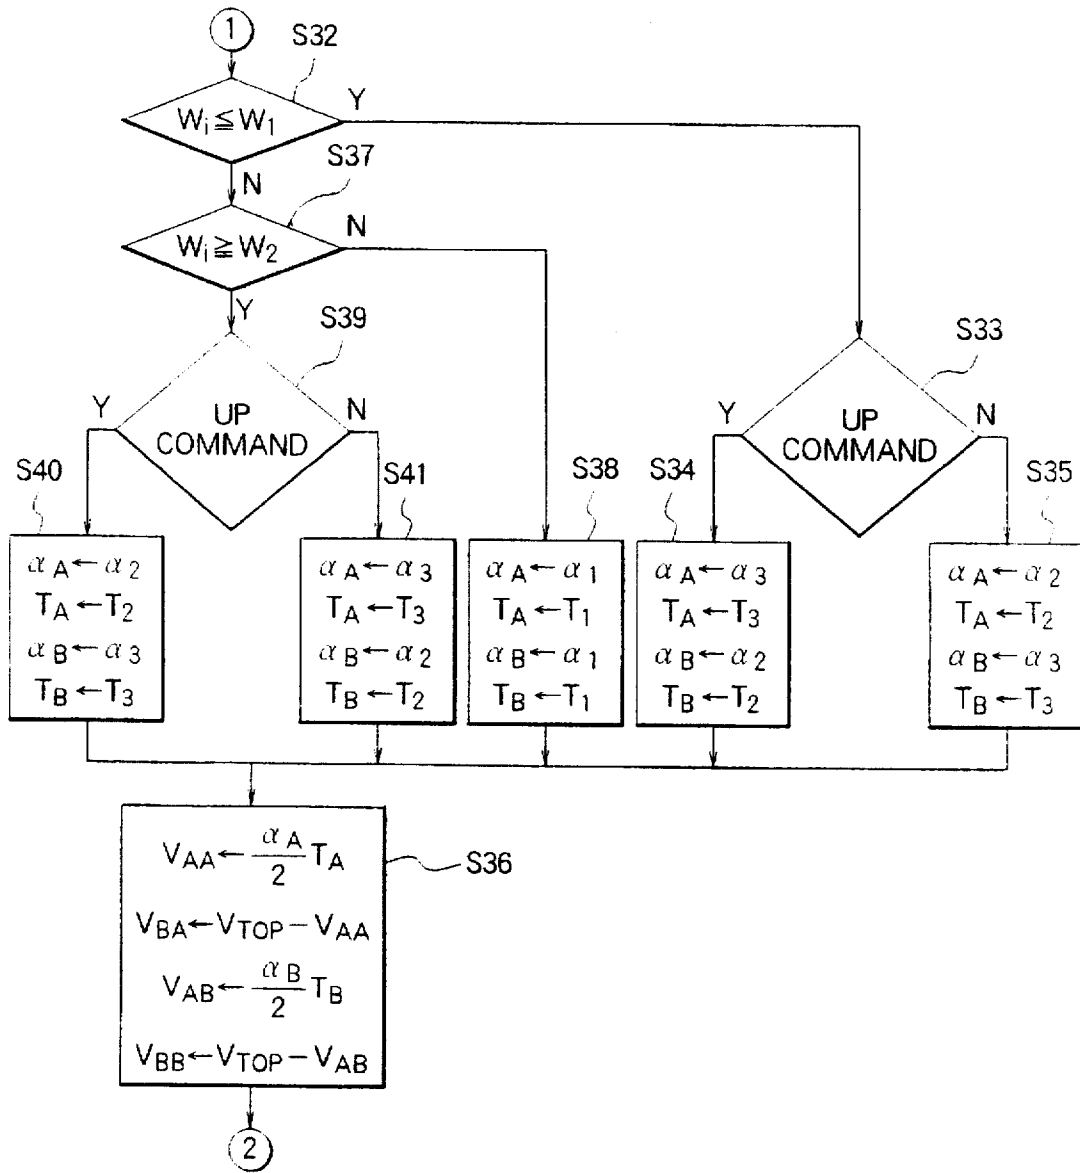 1
S32
Wi≦W1
Y
N
S37
Wi≧W2
N
Y
S39
UP
COMMAND
Y
N
S33
UP
COMMAND
Y
N
S40
αA←α2
TA←T2
αB←α3
TB←T3
S41
αA←α3
TA←T3
αB←α2
TB←T2
S38
αA←α1
TA←T1
αB←α1
TB←T1
S34
αA←α3
TA←T3
αB←α2
TB←T2
S35
αA←α2
TA←T2
αB←α3
TB←T3
S36
VAA←αA/2 TA
VBA←VTOP−VAA
VAB←αB/2 TB
VBB←VTOP−VAB
2